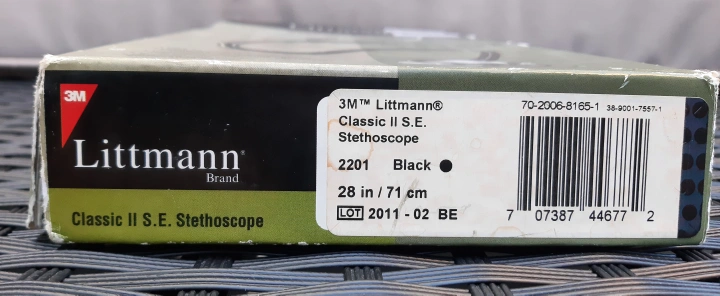 3M
Littmann®
Brand
Classic II S.E. Stethoscope
3M™ Littmann®
Classic II S.E.
Stethoscope
2201 Black
28 in / 71 cm
LOT 2011 - 02 BE
70-2006-8165-1 38-9001-7557-1
7 07387 44677 2